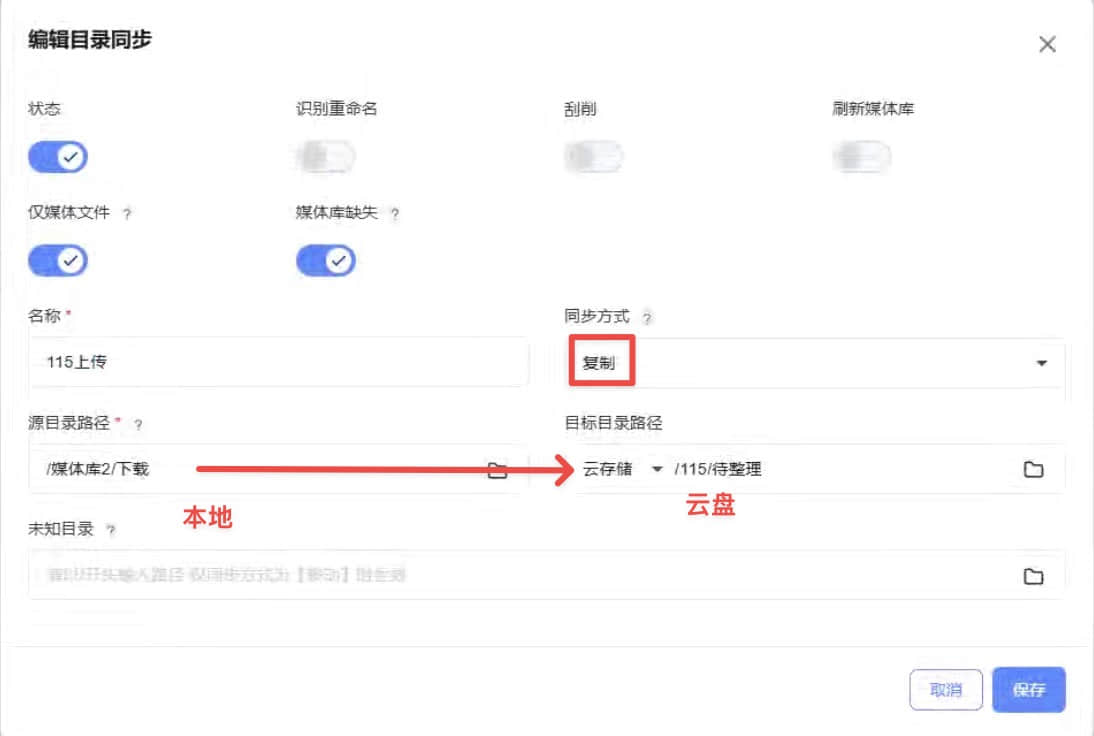 编辑目录同步
状态 识别重命名 刮削 刷新媒体库
仅媒体文件 ? 媒体库缺失 ?
名称 * 同步方式 ?
115上传 复制
源目录路径 * ? 目标目录路径
/媒体库2/下载 云存储 /115/待整理
本地 云盘
未知目录 ?
取消 保存